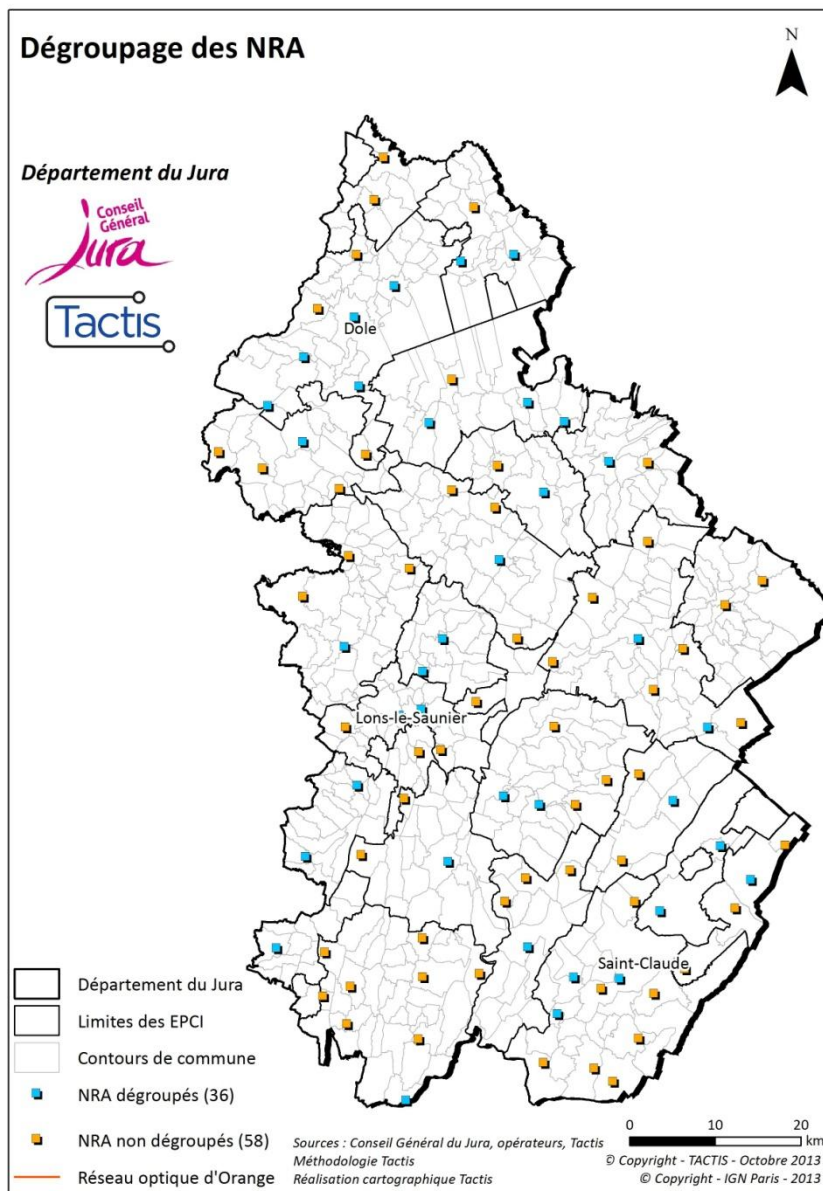 Dégroupage des NRA
N
Département du Jura
Conseil
Général
Jura
Tactis
Dole
Lons-le-Saunier
Saint-Claude
Département du Jura
Limites des EPCI
Contours de commune
NRA dégroupés (36)
NRA non dégroupés (58)
Réseau optique d'Orange
Sources : Conseil Général du Jura, opérateurs, Tactis
Méthodologie Tactis
Réalisation cartographique Tactis
0 10 20
km
© Copyright - TACTIS - Octobre 2013
© Copyright - IGN Paris - 2013